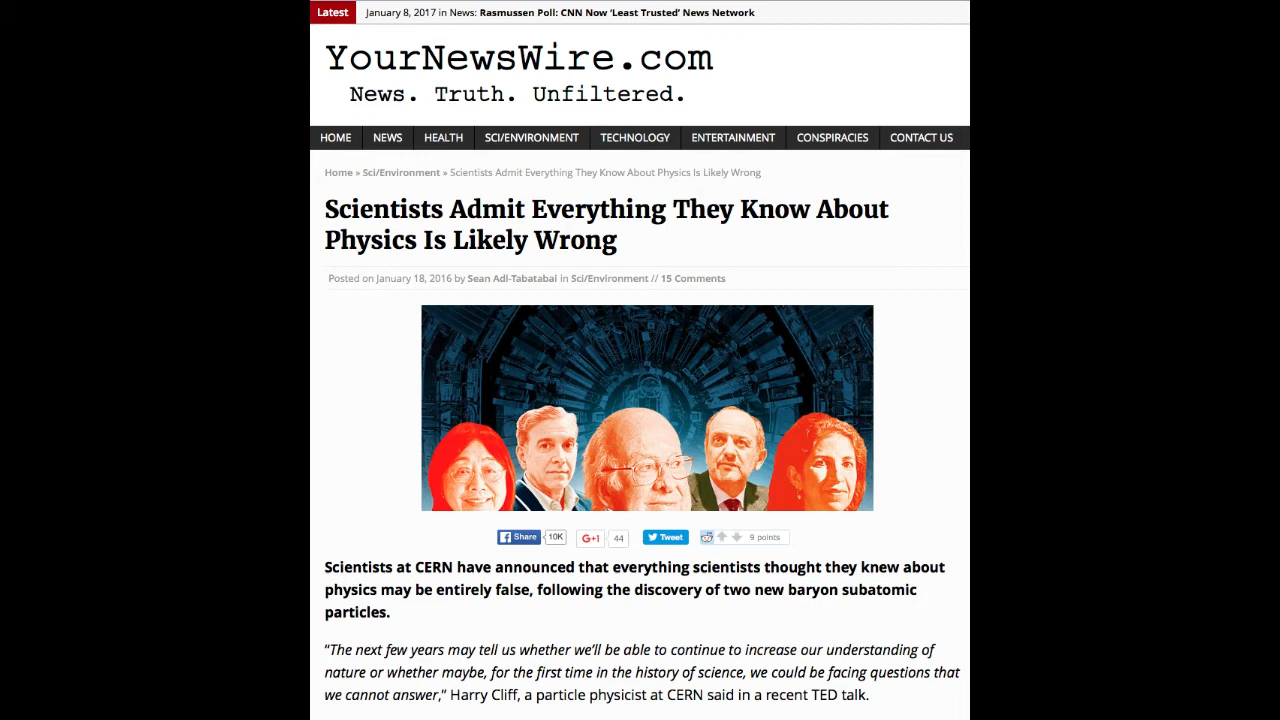 Latest January 8, 2017 in News: Rasmussen Poll: CNN Now ‘Least Trusted’ News Network
YourNewsWire.com
News. Truth. Unfiltered.
HOME NEWS HEALTH SCI/ENVIRONMENT TECHNOLOGY ENTERTAINMENT CONSPIRACIES CONTACT US
Home » Sci/Environment » Scientists Admit Everything They Know About Physics Is Likely Wrong
Scientists Admit Everything They Know About
Physics Is Likely Wrong
Posted on January 18, 2016 by Sean Adl-Tabatabai in Sci/Environment // 15 Comments
Share 10K G+1 44 Tweet 9 points
Scientists at CERN have announced that everything scientists thought they knew about
physics may be entirely false, following the discovery of two new baryon subatomic
particles.
“The next few years may tell us whether we’ll be able to continue to increase our understanding of
nature or whether maybe, for the first time in the history of science, we could be facing questions that
we cannot answer,” Harry Cliff, a particle physicist at CERN said in a recent TED talk.